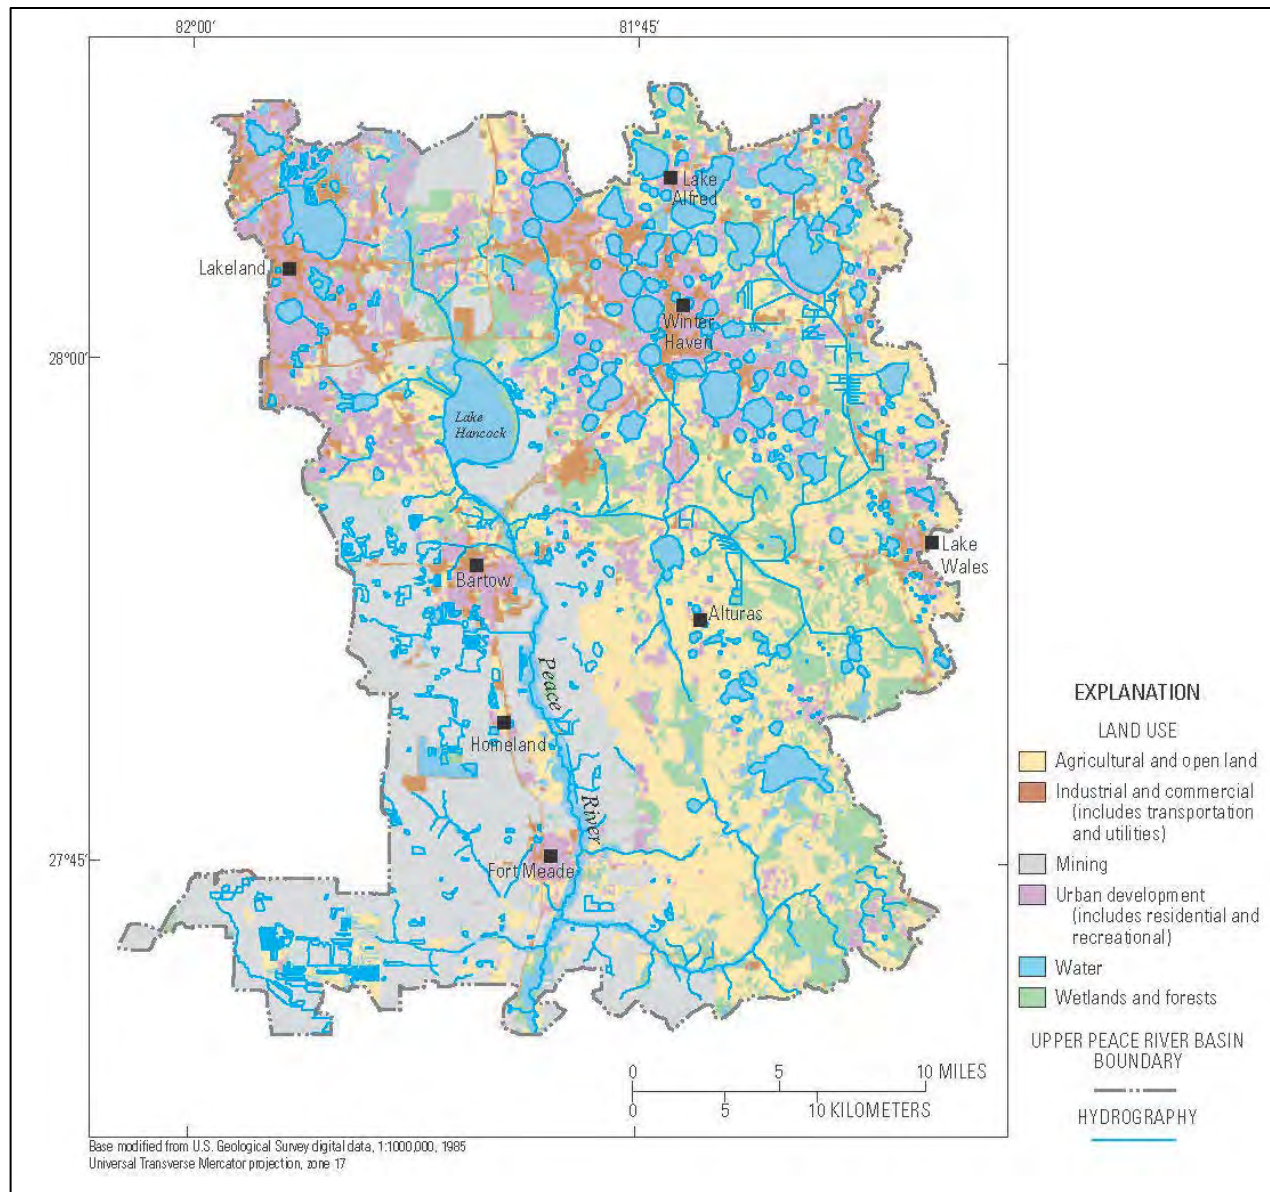 82°00'
81°45'
Lake
Alfred
Lakeland
Winter
Haven
28°00'
Lake
Hancock
Lake
Wales
Bartow
Alturas
Peace
River
Homeland
Fort Meade
27°45'
EXPLANATION
LAND USE
Agricultural and open land
Industrial and commercial
(includes transportation
and utilities)
Mining
Urban development
(includes residential and
recreational)
Water
Wetlands and forests
UPPER PEACE RIVER BASIN
BOUNDARY
HYDROGRAPHY
0 5 10 MILES
0 5 10 KILOMETERS
Base modified from U.S. Geological Survey digital data, 1:1000,000, 1985
Universal Transverse Mercator projection, zone 17